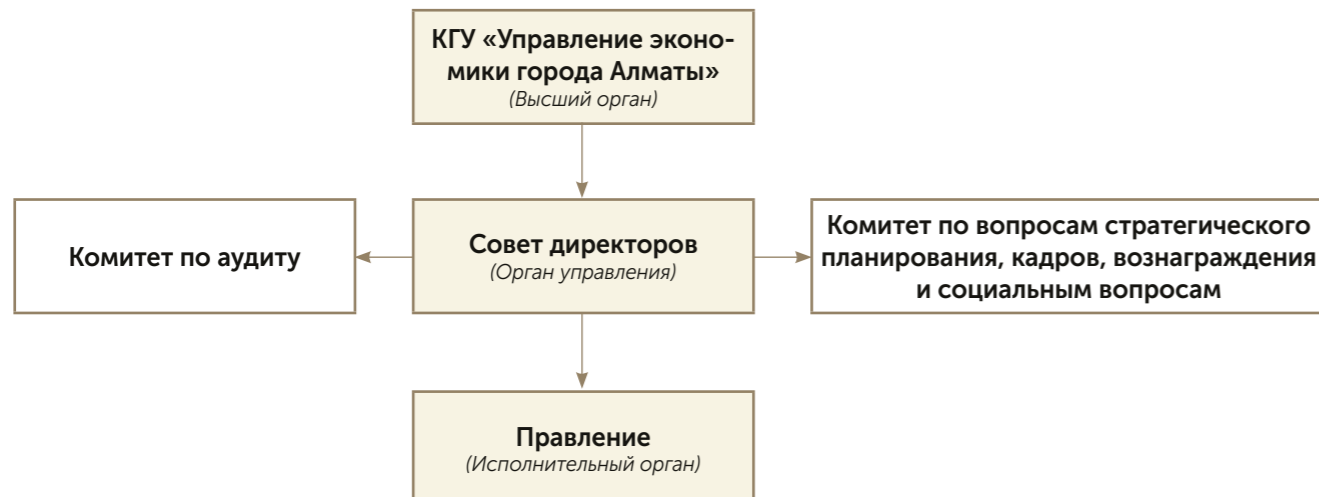 КГУ «Управление эконо-
мики города Алматы»
(Высший орган)
Комитет по аудиту
Совет директоров
(Орган управления)
Комитет по вопросам стратегического
планирования, кадров, вознаграждения
и социальным вопросам
Правление
(Исполнительный орган)